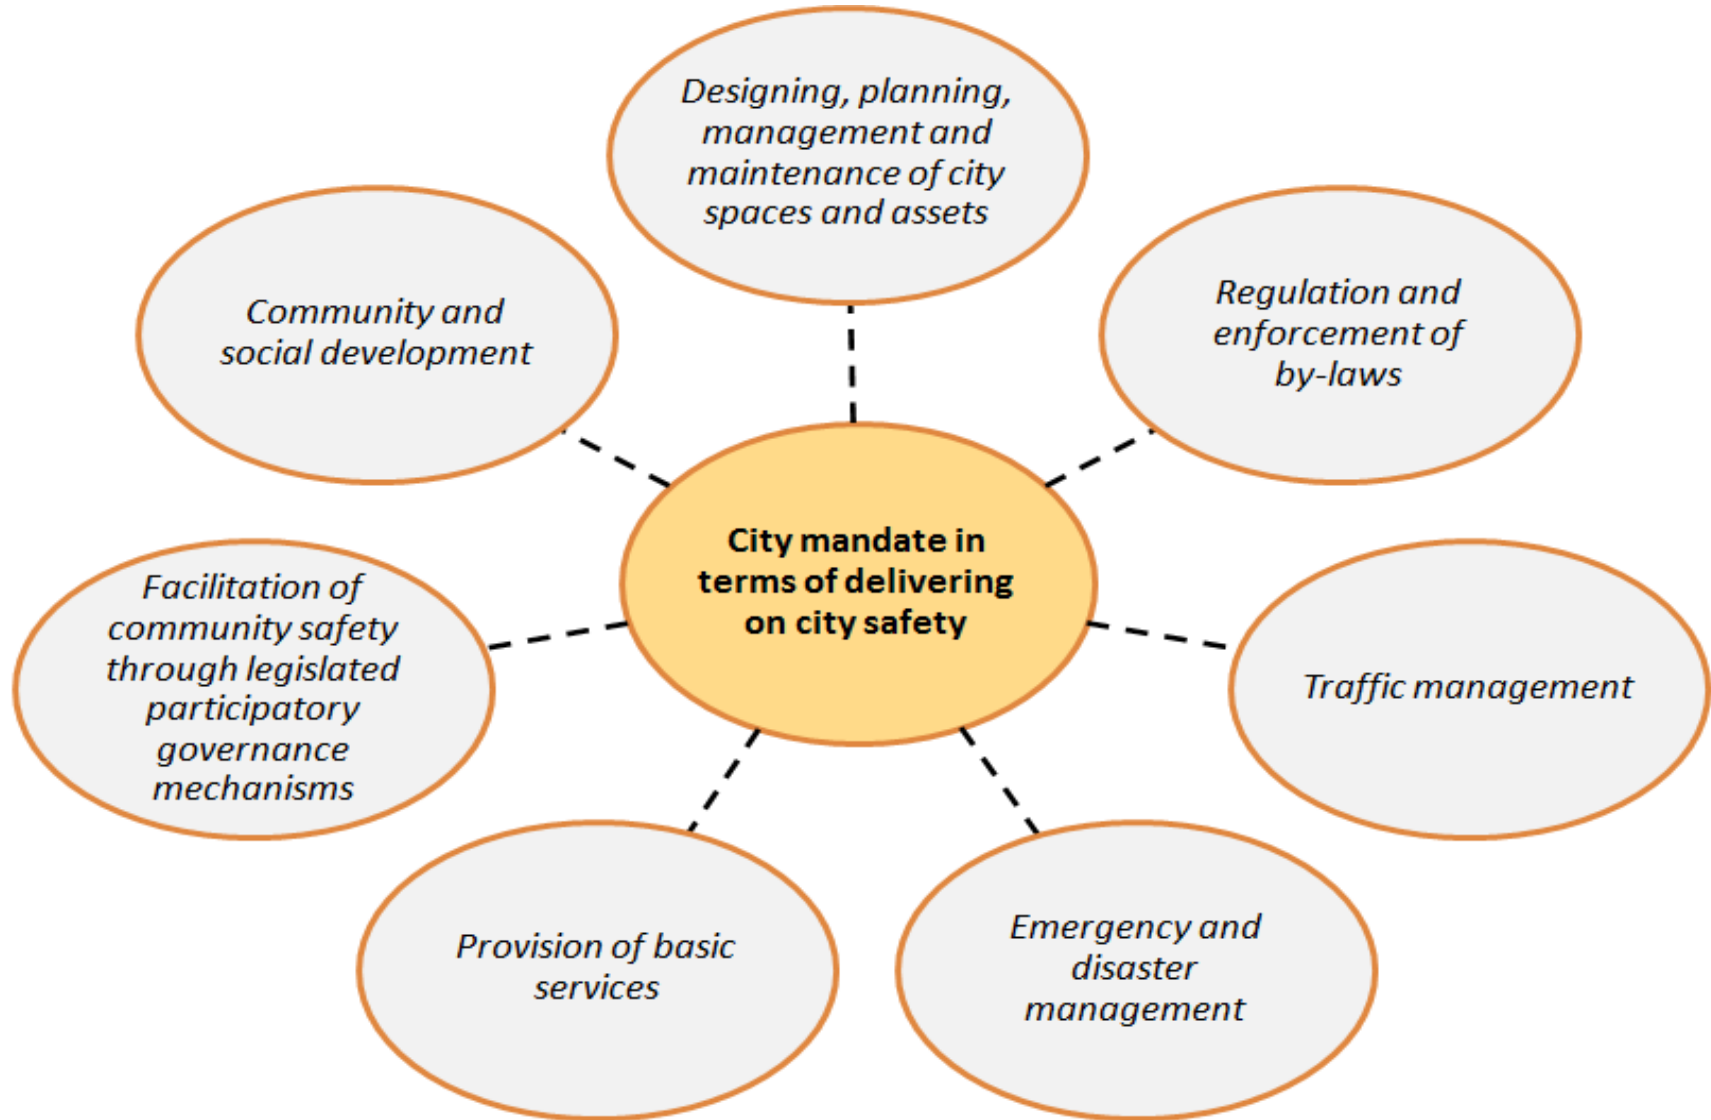 Designing, planning,
management and
maintenance of city
spaces and assets
Community and
social development
Regulation and
enforcement of
by-laws
City mandate in
terms of delivering
on city safety
Facilitation of
community safety
through legislated
participatory
governance
mechanisms
Traffic management
Provision of basic
services
Emergency and
disaster
management